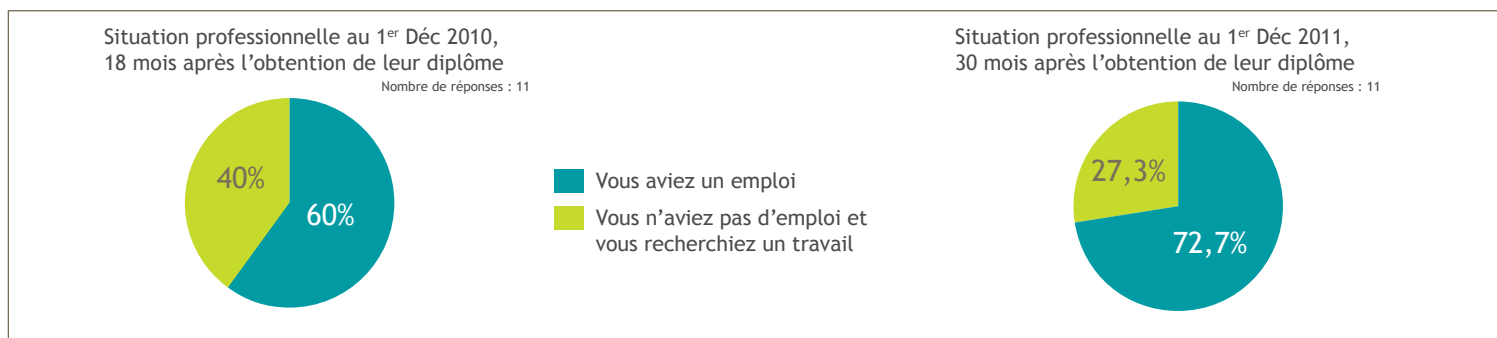 Situation professionnelle au 1er Déc 2010,
18 mois après l’obtention de leur diplôme
Nombre de réponses : 11
40%
60%
Vous aviez un emploi
Vous n’aviez pas d’emploi et
vous recherchiez un travail
Situation professionnelle au 1er Déc 2011,
30 mois après l’obtention de leur diplôme
Nombre de réponses : 11
27,3%
72,7%